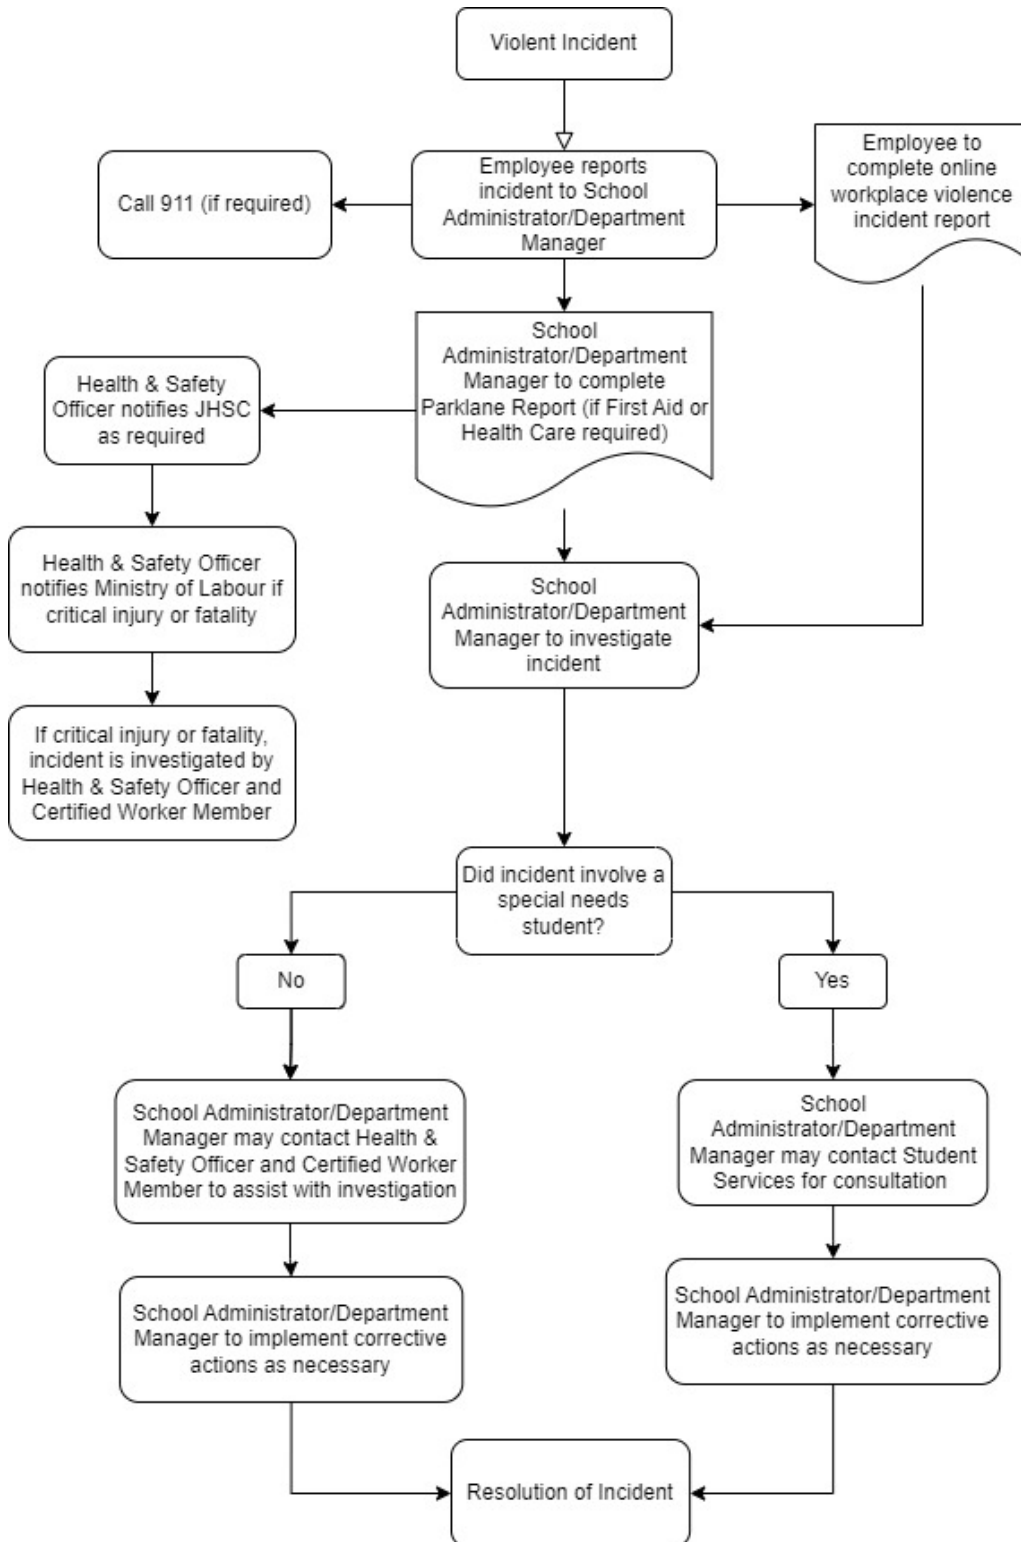 Violent Incident
Call 911 (if required)
Employee reports
incident to School
Administrator/Department
Manager
Employee to
complete online
workplace violence
incident report
School
Administrator/Department
Manager to complete
Parklane Report (if First Aid or
Health Care required)
Health & Safety
Officer notifies JHSC
as required
Health & Safety Officer
notifies Ministry of Labour if
critical injury or fatality
If critical injury or fatality,
incident is investigated by
Health & Safety Officer and
Certified Worker Member
School
Administrator/Department
Manager to investigate
incident
Did incident involve a
special needs
student?
No
Yes
School Administrator/Department
Manager may contact Health &
Safety Officer and Certified Worker
Member to assist with investigation
School
Administrator/Department
Manager may contact Student
Services for consultation
School Administrator/Department
Manager to implement corrective
actions as necessary
School Administrator/Department
Manager to implement corrective
actions as necessary
Resolution of Incident